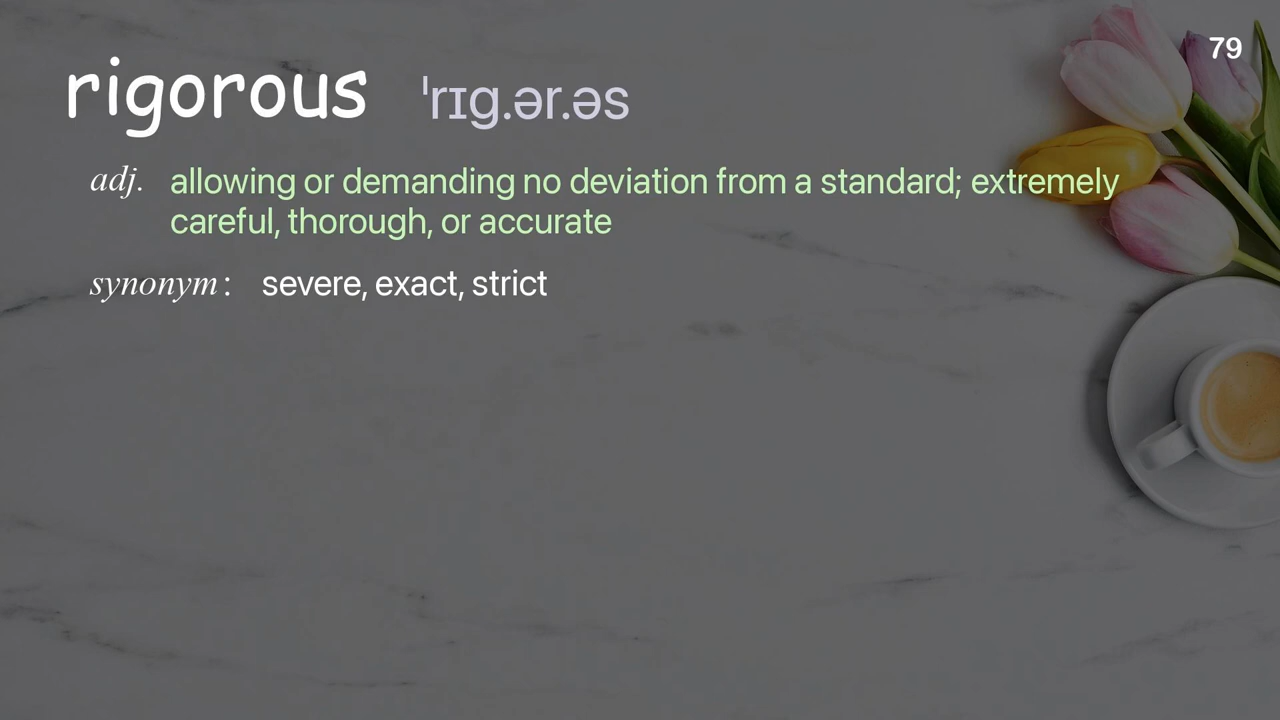 79
rigorous ˈrɪg.ər.əs
adj. allowing or demanding no deviation from a standard; extremely
careful, thorough, or accurate
synonym: severe, exact, strict